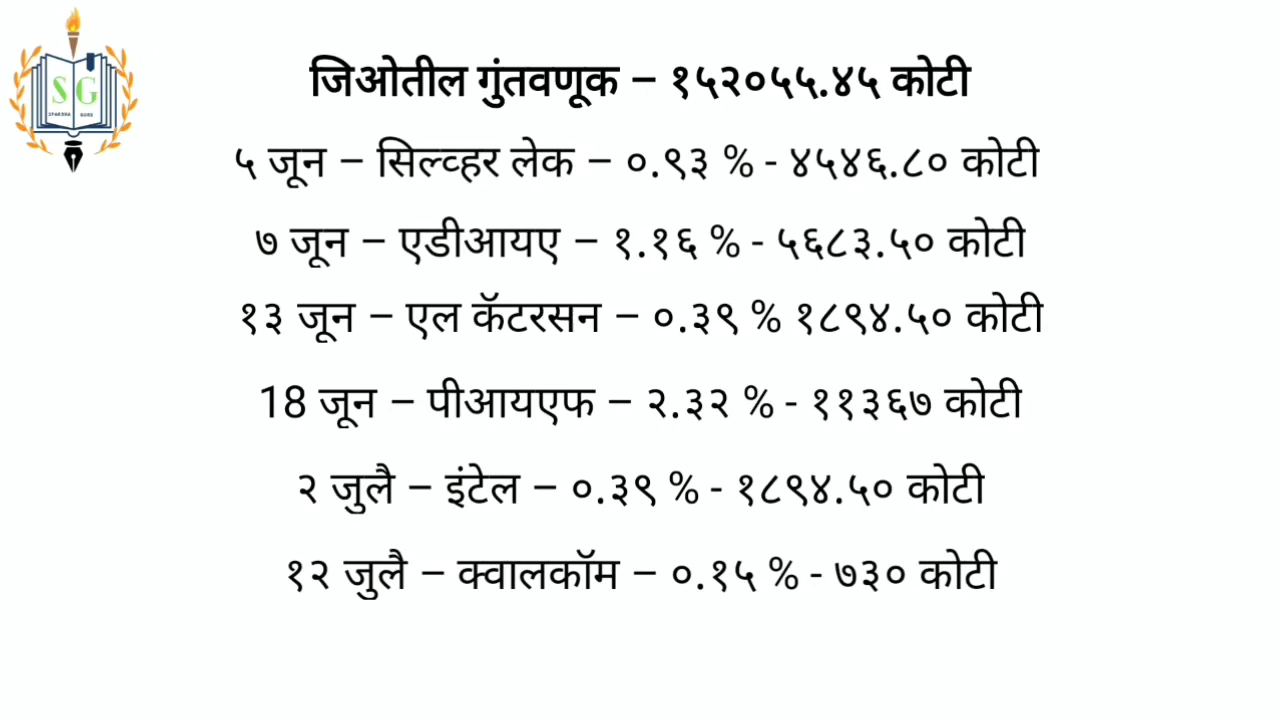 S G
जिओतील गुंतवणूक – १५२०५५.४५ कोटी
५ जून – सिल्व्हर लेक – ०.९३ % - ४५४६.८० कोटी
७ जून – एडीआयए – १.१६ % - ५६८३.५० कोटी
१३ जून – एल कॅटरसन – ०.३९ % १८९४.५० कोटी
18 जून – पीआयएफ – २.३२ % - ११३६७ कोटी
२ जुलै – इंटेल – ०.३९ % - १८९४.५० कोटी
१२ जुलै – क्वालकॉम – ०.१५ % - ७३० कोटी